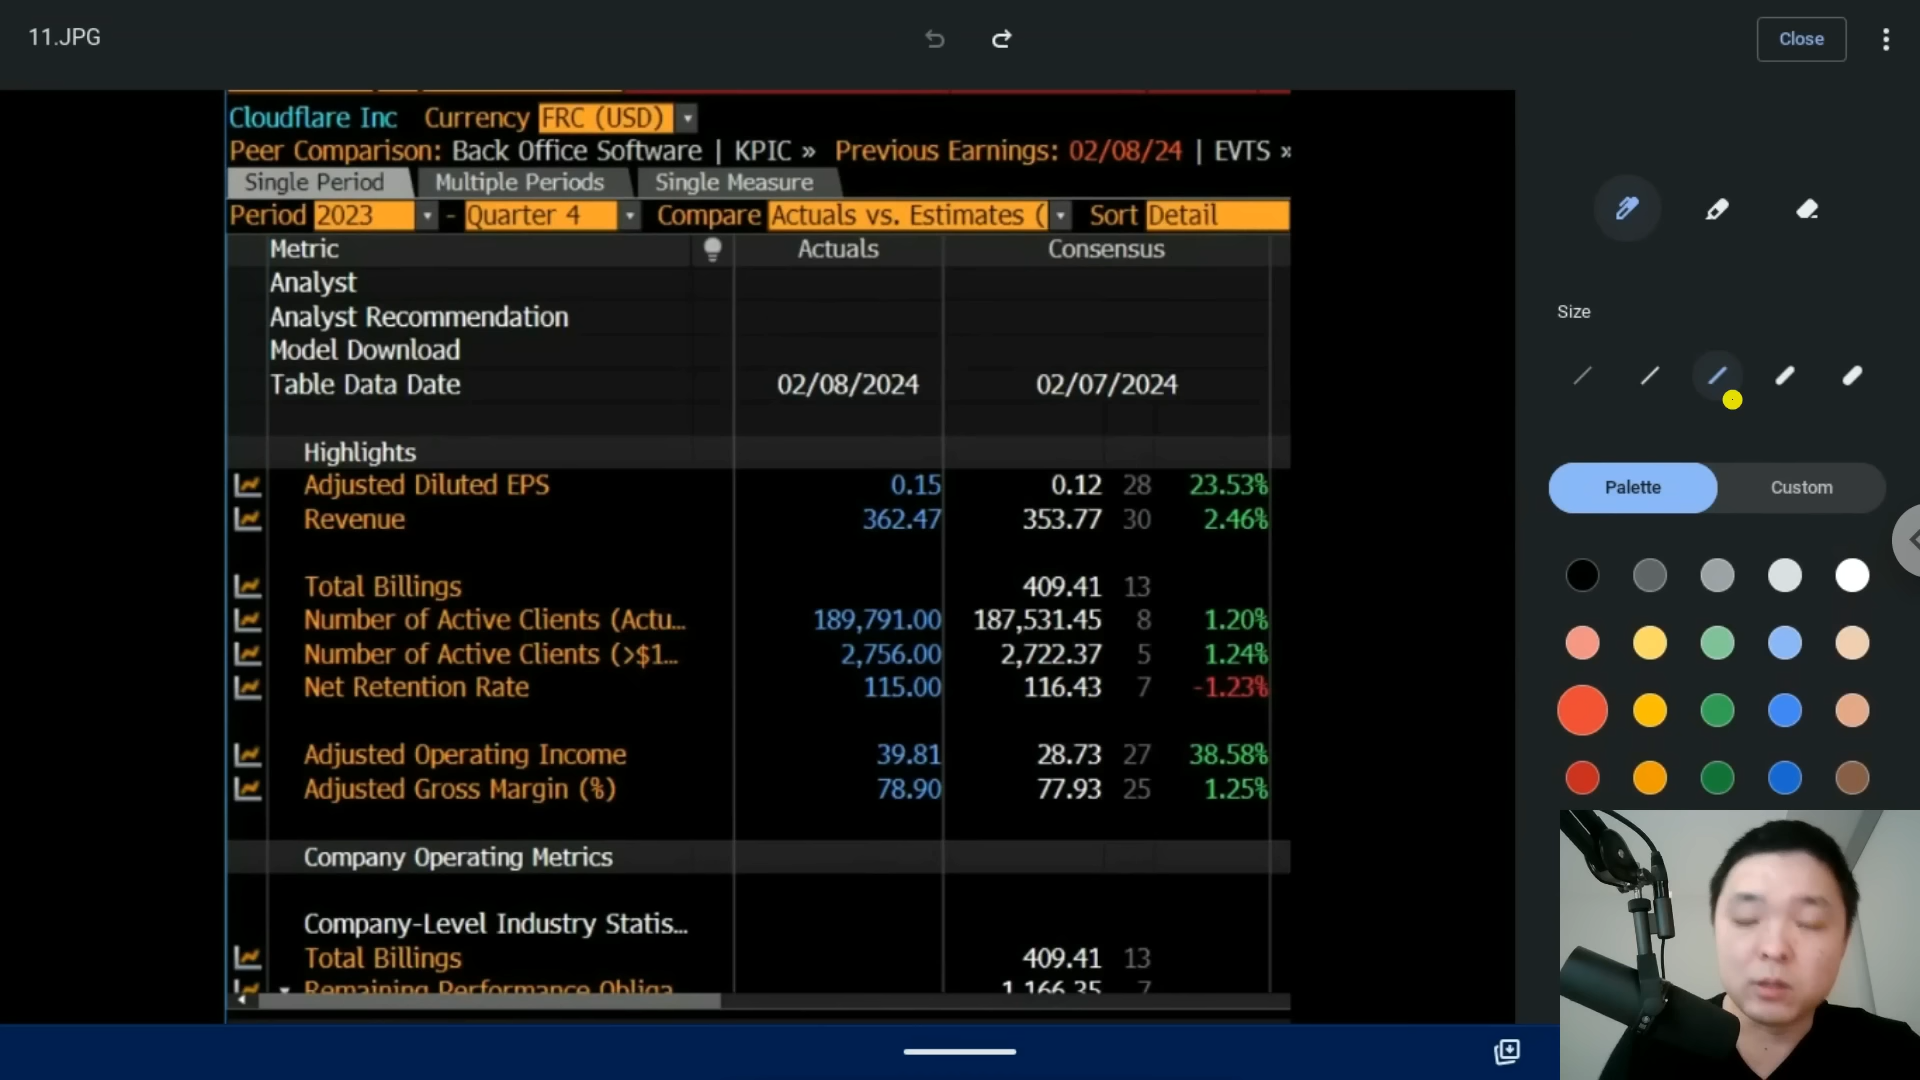 11.JPG
Close
Cloudflare Inc Currency FRC (USD)
Peer Comparison: Back Office Software | KPIC » Previous Earnings: 02/08/24 | EVTS »
Single Period Multiple Periods Single Measure
Period 2023 - Quarter 4 Compare Actuals vs. Estimates ( Sort Detail
Metric Actuals Consensus
Analyst
Analyst Recommendation
Model Download
Table Data Date 02/08/2024 02/07/2024
Highlights
Adjusted Diluted EPS 0.15 0.12 28 23.53%
Revenue 362.47 353.77 30 2.46%
Total Billings 409.41 13
Number of Active Clients (Actu... 189,791.00 187,531.45 8 1.20%
Number of Active Clients (>$1... 2,756.00 2,722.37 5 1.24%
Net Retention Rate 115.00 116.43 7 -1.23%
Adjusted Operating Income 39.81 28.73 27 38.58%
Adjusted Gross Margin (%) 78.90 77.93 25 1.25%
Company Operating Metrics
Company-Level Industry Statis...
Total Billings 409.41 13
Remaining Performance Obliga 1,166.35 7
Size
Palette Custom